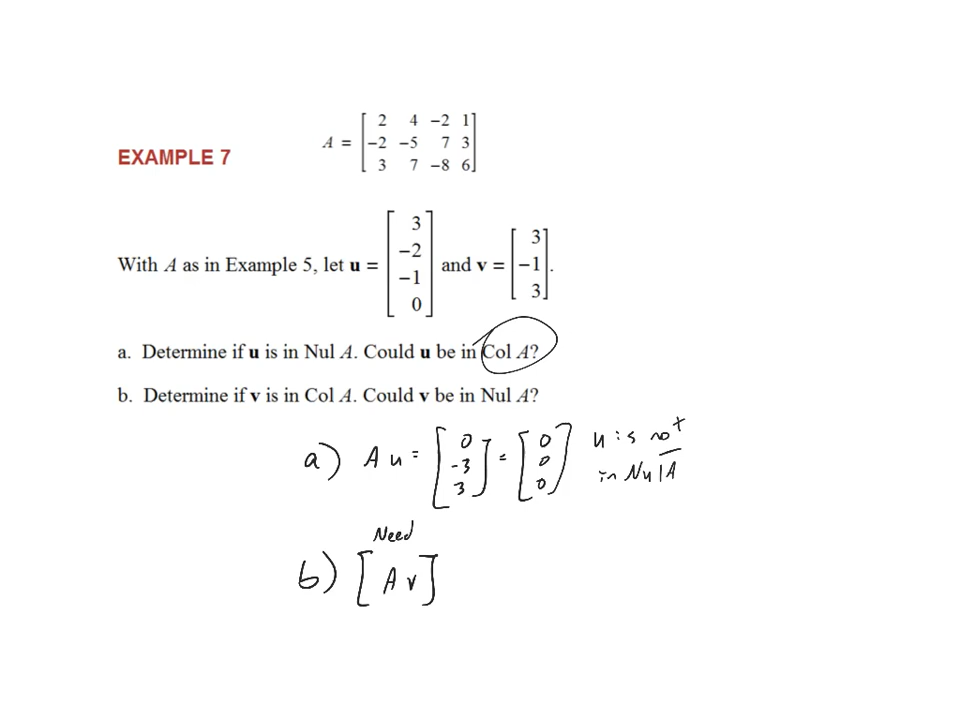 A = [ 2 4 −2 1
−2 −5 7 3
3 7 −8 6 ]
EXAMPLE 7
With A as in Example 5, let u = [ 3 −2 −1 0 ] and v = [ 3 −1 3 ].
a. Determine if u is in Nul A. Could u be in Col A?
b. Determine if v is in Col A. Could v be in Nul A?
a) A u = [ 0 -3 3 ] = [ 0 0 0 ] u is not
in Nul A
Need
b) [ A v ]